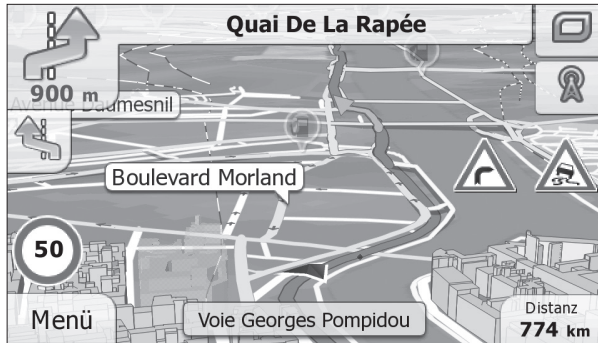 Quai De La Rapée
900 m
Avenue Daumesnil
Boulevard Morland
50
Menü
Voie Georges Pompidou
Distanz
774 km